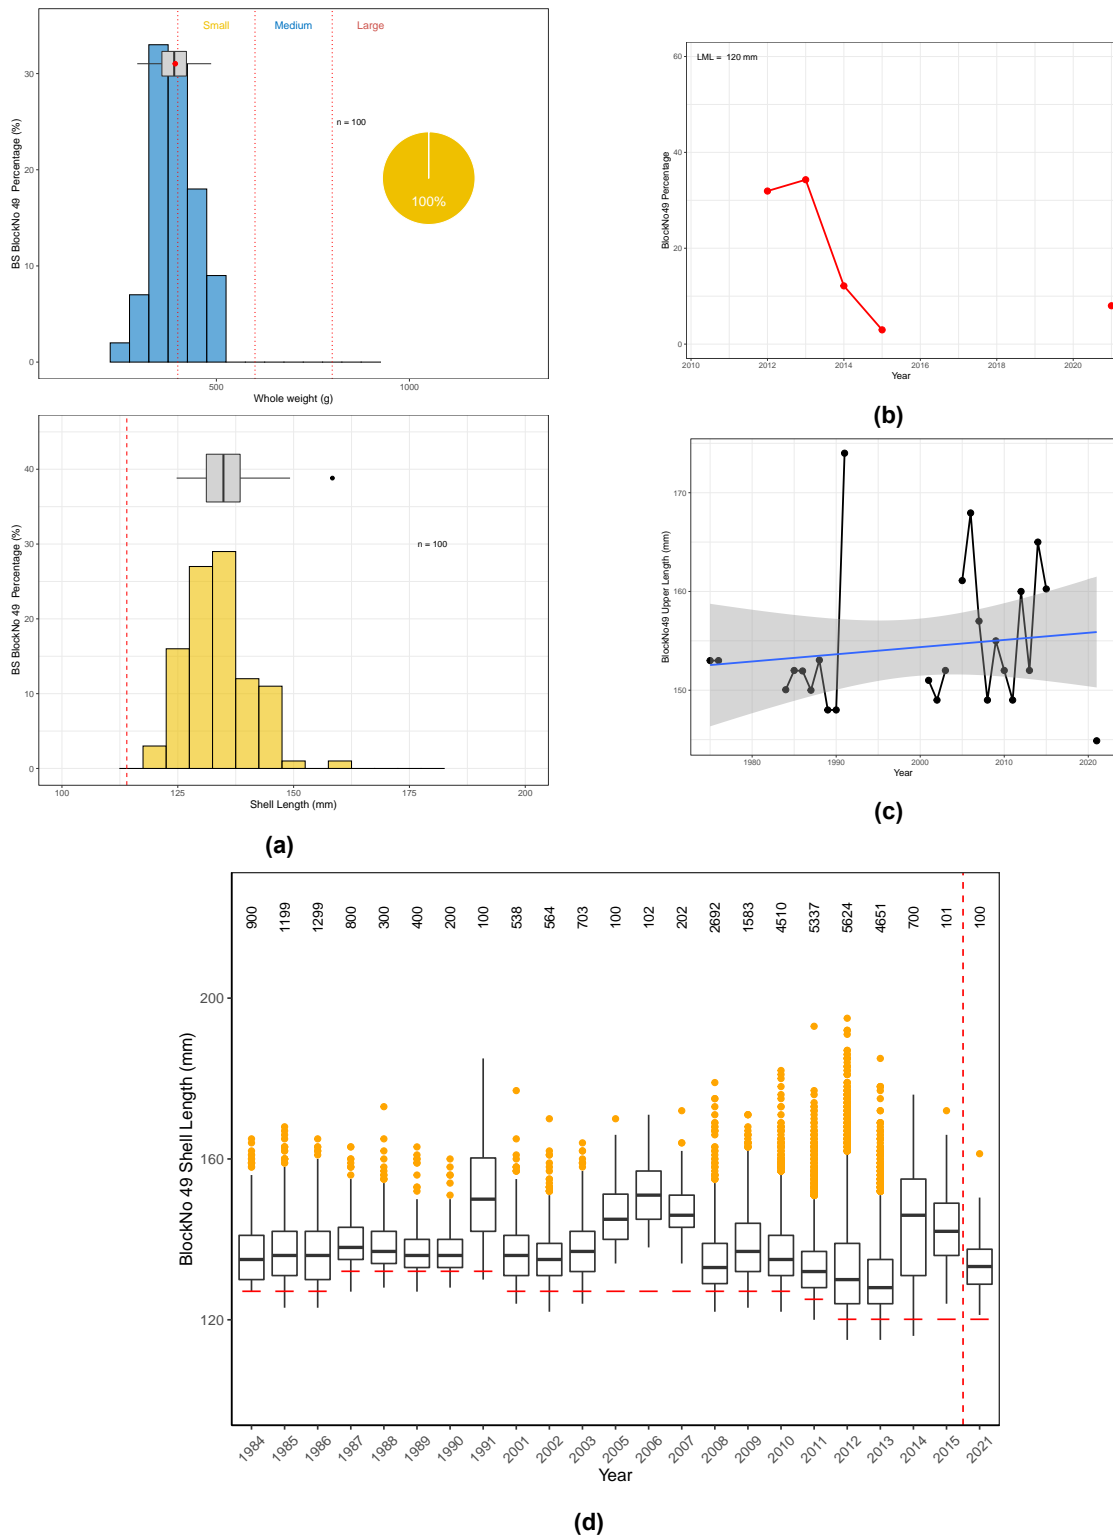 Small Medium Large
30
20
10
0
n = 100
100%
BS BlockNo 49 Percentage (%)
500 1000
Whole weight (g)
40
30
20
10
0
n = 100
BS BlockNo 49 Percentage (%)
100 125 150 175 200
Shell Length (mm)
(a)
LML = 120 mm
60
40
20
0
BlockNo49 Percentage
2010 2012 2014 2016 2018 2020
Year
(b)
170
160
150
BlockNo49 Upper Length (mm)
1980 1990 2000 2010 2020
Year
(c)
900 1199 1299 800 300 400 200 100 538 564 703 100 102 202 2692 1583 4510 5337 5624 4651 700 101 100
200
160
120
BlockNo 49 Shell Length (mm)
1984 1985 1986 1987 1988 1989 1990 1991 2001 2002 2003 2005 2006 2007 2008 2009 2010 2011 2012 2013 2014 2015 2021
Year
(d)